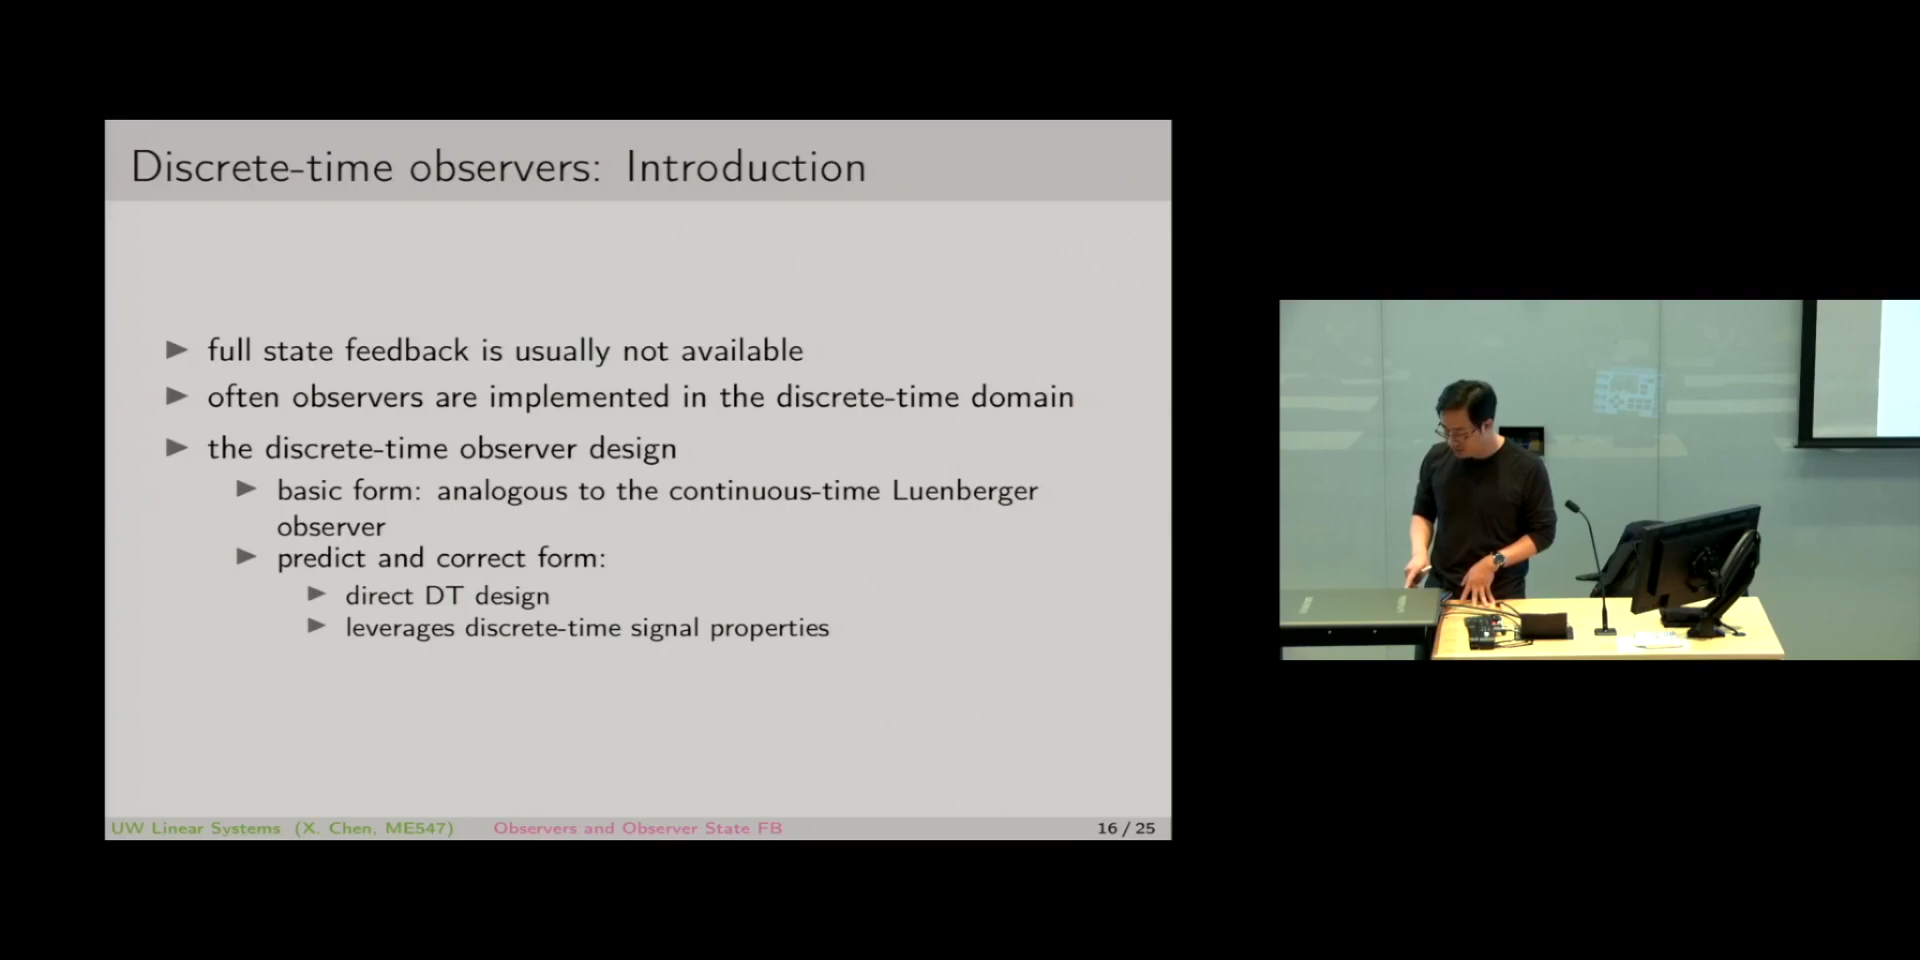 Discrete-time observers: Introduction
full state feedback is usually not available
often observers are implemented in the discrete-time domain
the discrete-time observer design
basic form: analogous to the continuous-time Luenberger
observer
predict and correct form:
direct DT design
leverages discrete-time signal properties
UW Linear Systems (X. Chen, ME547) Observers and Observer State FB 16 / 25